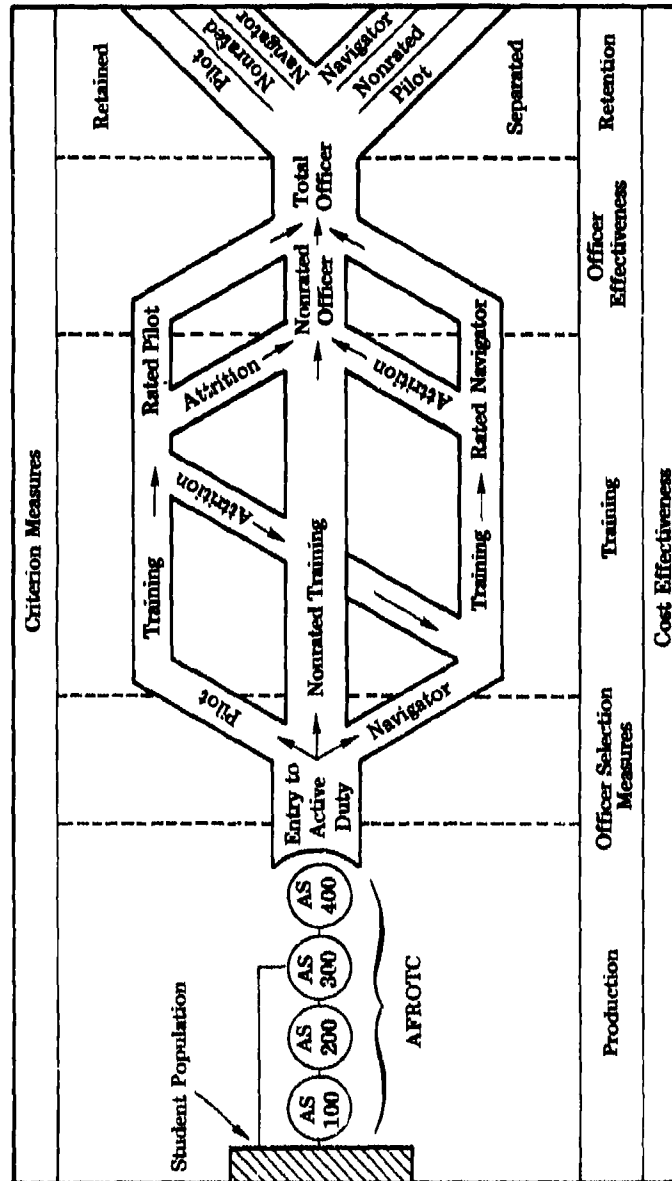 Criterion Measures
Student Population
AS
100
AS
200
AS
300
AS
400
AFROTC
Entry to
Active
Duty
Pilot
Navigator
Training
Nonrated Training
Training
Attrition
Attrition
Attrition
Rated Pilot
Rated Navigator
Nonrated
Officer
Total
Officer
Retained
Pilot
Nonrated
Navigator
Navigator
Nonrated
Pilot
Separated
Production
Officer Selection
Measures
Training
Officer
Effectiveness
Retention
Cost Effectiveness